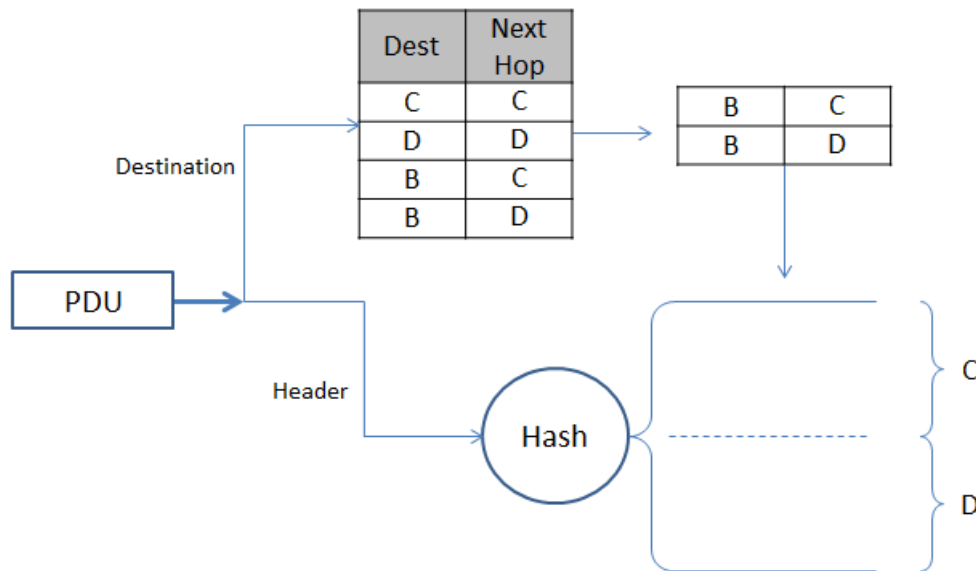 Dest Next Hop
C C
D D
B C
B D
B C
B D
Destination
PDU
Header
Hash
C
D